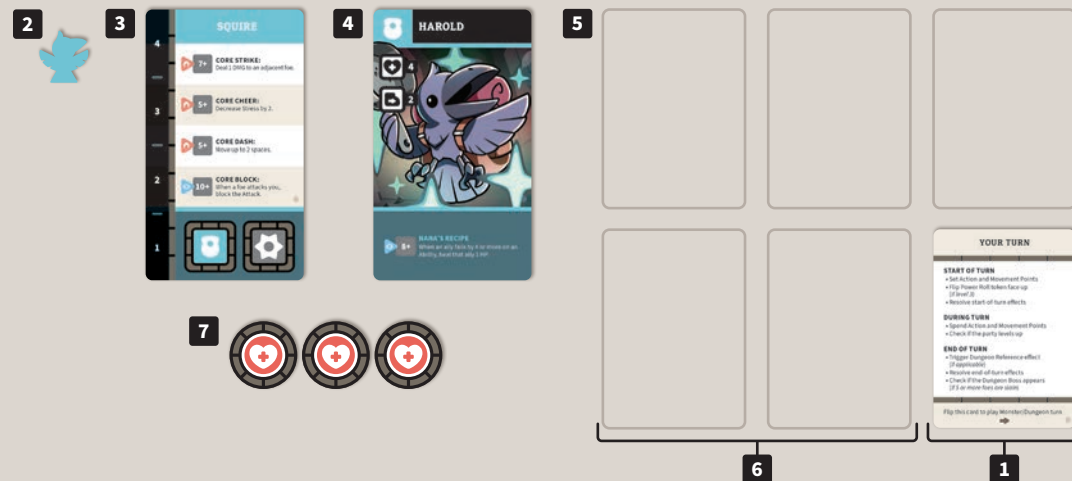 2
3
4
5
SQUIRE
4
7+
CORE STRIKE:
Deal 1 DMG to an adjacent foe.
3
5+
CORE CHEER:
Decrease Stress by 2.
5+
CORE DASH:
Move up to 2 spaces.
2
10+
CORE BLOCK:
When a foe attacks you,
block the Attack.
1
HAROLD
4
2
8+
NANA'S RECIPE
When an ally fails by 4 or more on an
Ability, heal that ally 1 HP.
7
YOUR TURN
START OF TURN
• Set Action and Movement Points
• Flip Power Roll token face up
(if level 3)
• Resolve start-of-turn effects
DURING TURN
• Spend Action and Movement Points
• Check if the party levels up
END OF TURN
• Trigger Dungeon Reference effect
(if applicable)
• Resolve end-of-turn effects
• Check if the Dungeon Boss appears
(if 5 or more foes are slain)
Flip this card to play Monster/Dungeon turn
6
1